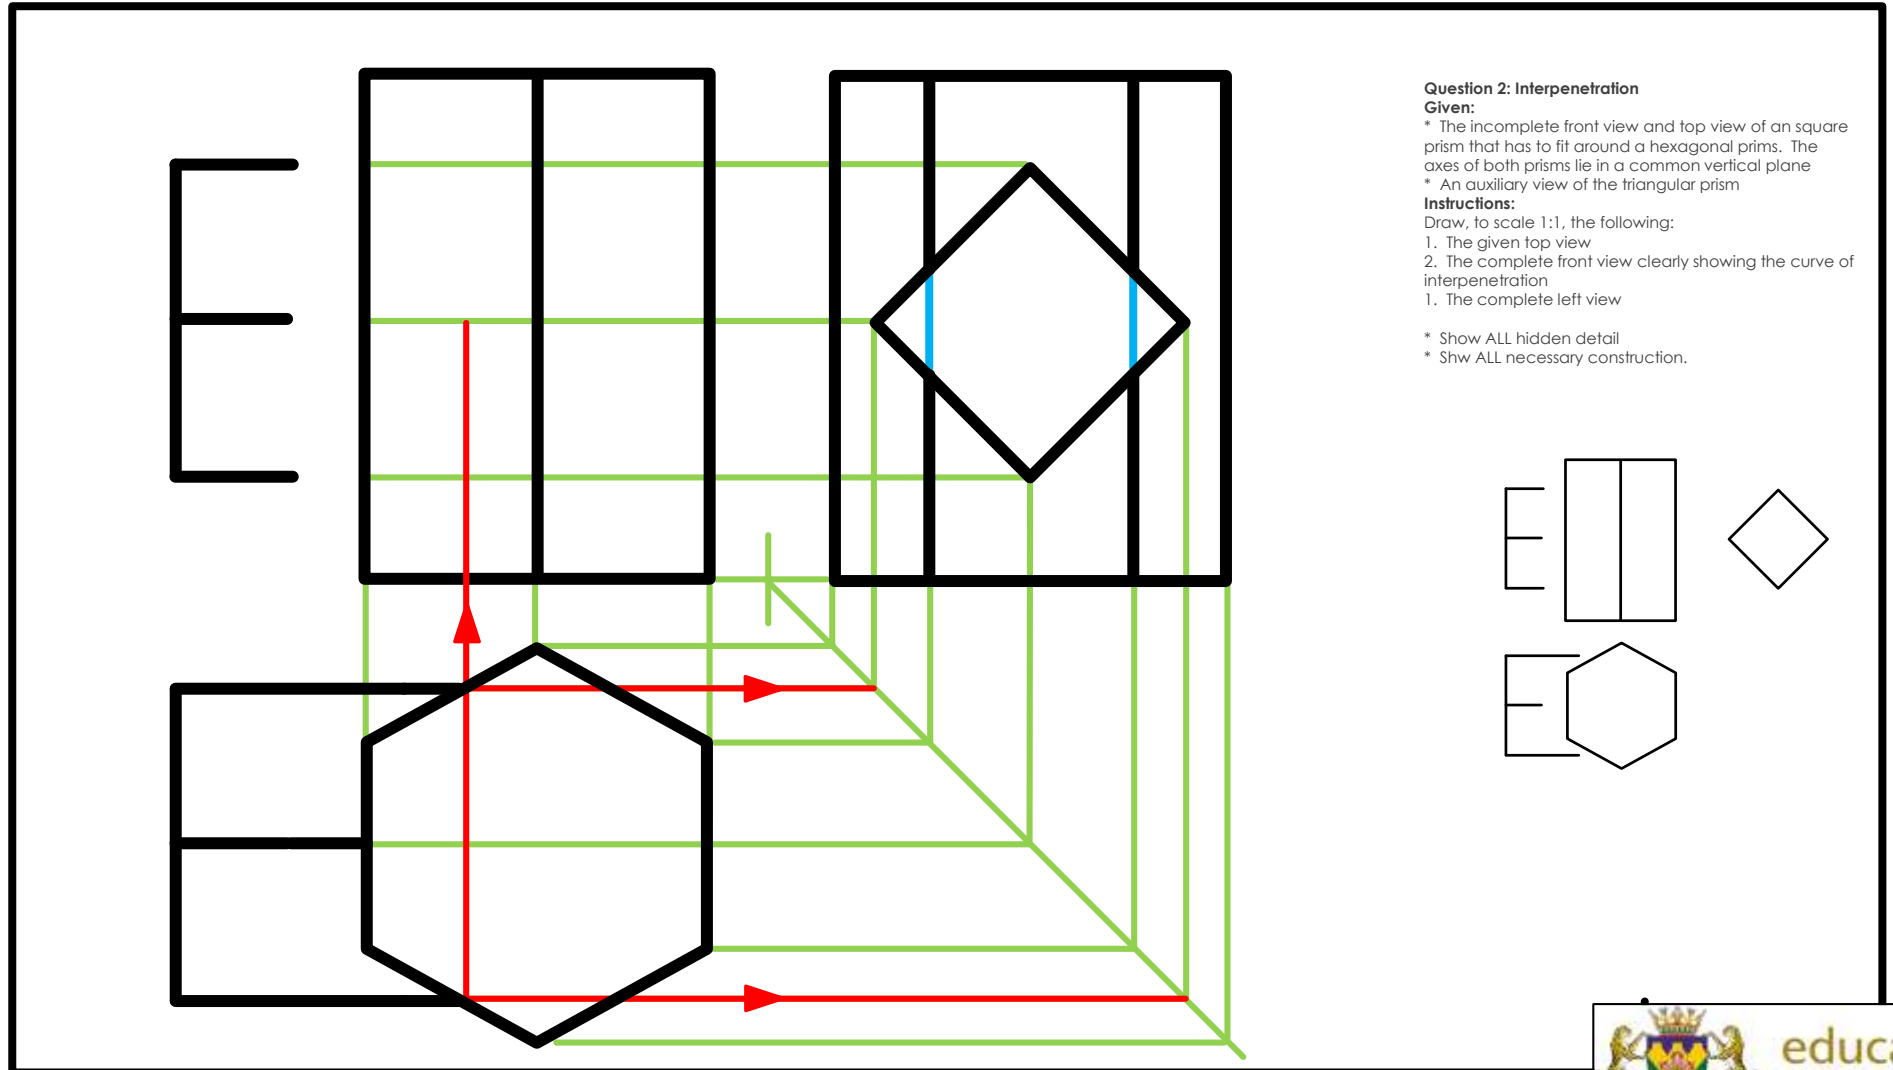 Question 2: Interpenetration
Given:
* The incomplete front view and top view of an square
prism that has to fit around a hexagonal prims. The
axes of both prisms lie in a common vertical plane
* An auxiliary view of the triangular prism
Instructions:
Draw, to scale 1:1, the following:
1. The given top view
2. The complete front view clearly showing the curve of
interpenetration
1. The complete left view
* Show ALL hidden detail
* Shw ALL necessary construction.